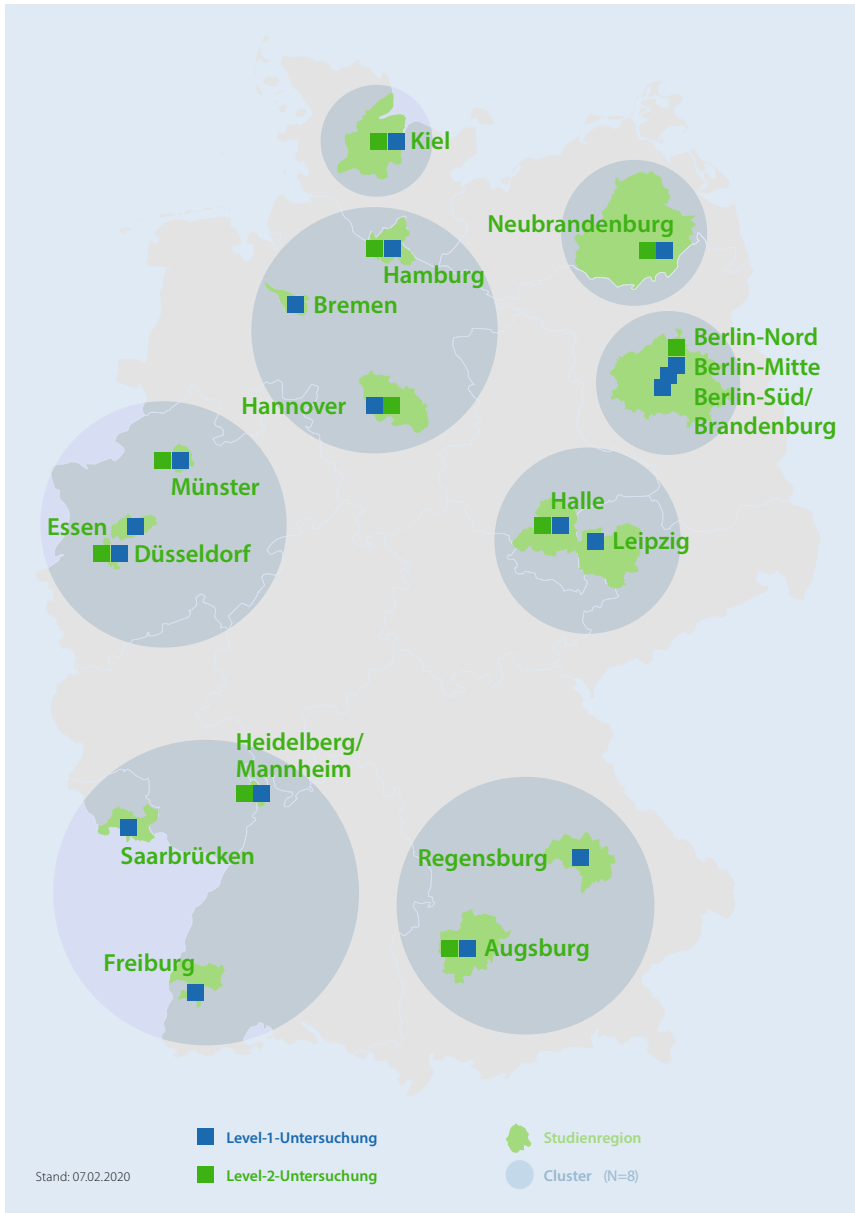 Kiel
Neubrandenburg
Hamburg
Bremen
Berlin-Nord
Berlin-Mitte
Berlin-Süd/
Brandenburg
Hannover
Münster
Halle
Essen
Leipzig
Düsseldorf
Heidelberg/
Mannheim
Saarbrücken
Regensburg
Augsburg
Freiburg
Level-1-Untersuchung
Studienregion
Stand: 07.02.2020
Level-2-Untersuchung
Cluster (N=8)